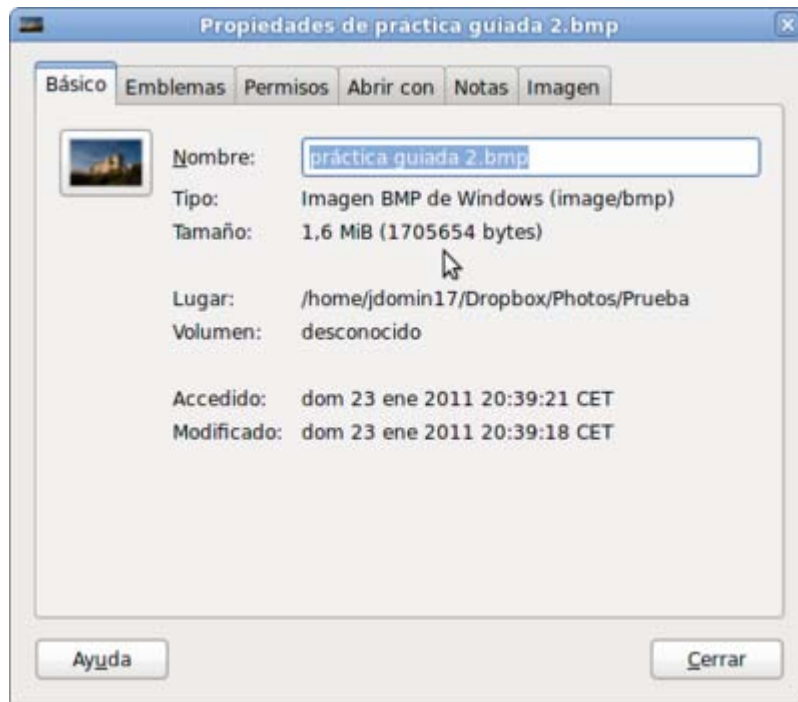 Propiedades de práctica guiada 2.bmp
Básico Emblemas Permisos Abrir con Notas Imagen
Nombre: práctica guiada 2.bmp
Tipo: Imagen BMP de Windows (image/bmp)
Tamaño: 1,6 MiB (1705654 bytes)
Lugar: /home/jdomin17/Dropbox/Photos/Prueba
Volumen: desconocido
Accedido: dom 23 ene 2011 20:39:21 CET
Modificado: dom 23 ene 2011 20:39:18 CET
Ayuda Cerrar